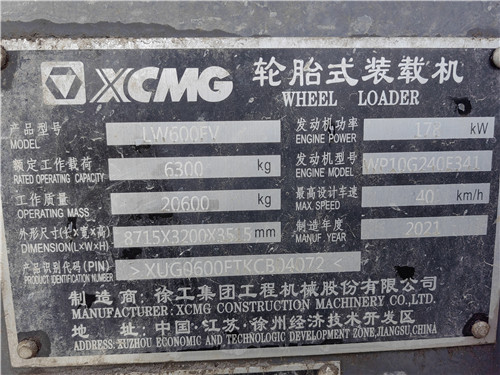 XCMG 轮胎式装载机
WHEEL LOADER
产品型号 LW600FV 发动机功率 kW
MODEL ENGINE POWER
额定工作载荷 6300 kg 发动机型号 WP10G240E341
RATED OPERATING CAPACITY ENGINE MODEL
工作质量 20600 kg 最高设计车速 40 km/h
OPERATING MASS MAX. SPEED
外形尺寸(长×宽×高) 8715X3200X3515 mm 制造年度 2021
DIMENSION(L×W×H) MANUF. YEAR
产品识别代码(PIN)
PRODUCT IDENTIFICATION NUMBER
制造商: 徐工集团工程机械股份有限公司
MANUFACTURER: XCMG CONSTRUCTION MACHINERY CO.,LTD.
地 址: 中国·江苏·徐州经济技术开发区
ADDRESS: XUZHOU ECONOMIC AND TECHNOLOGIC DEVELOPMENT ZONE,JIANGSU,CHINA